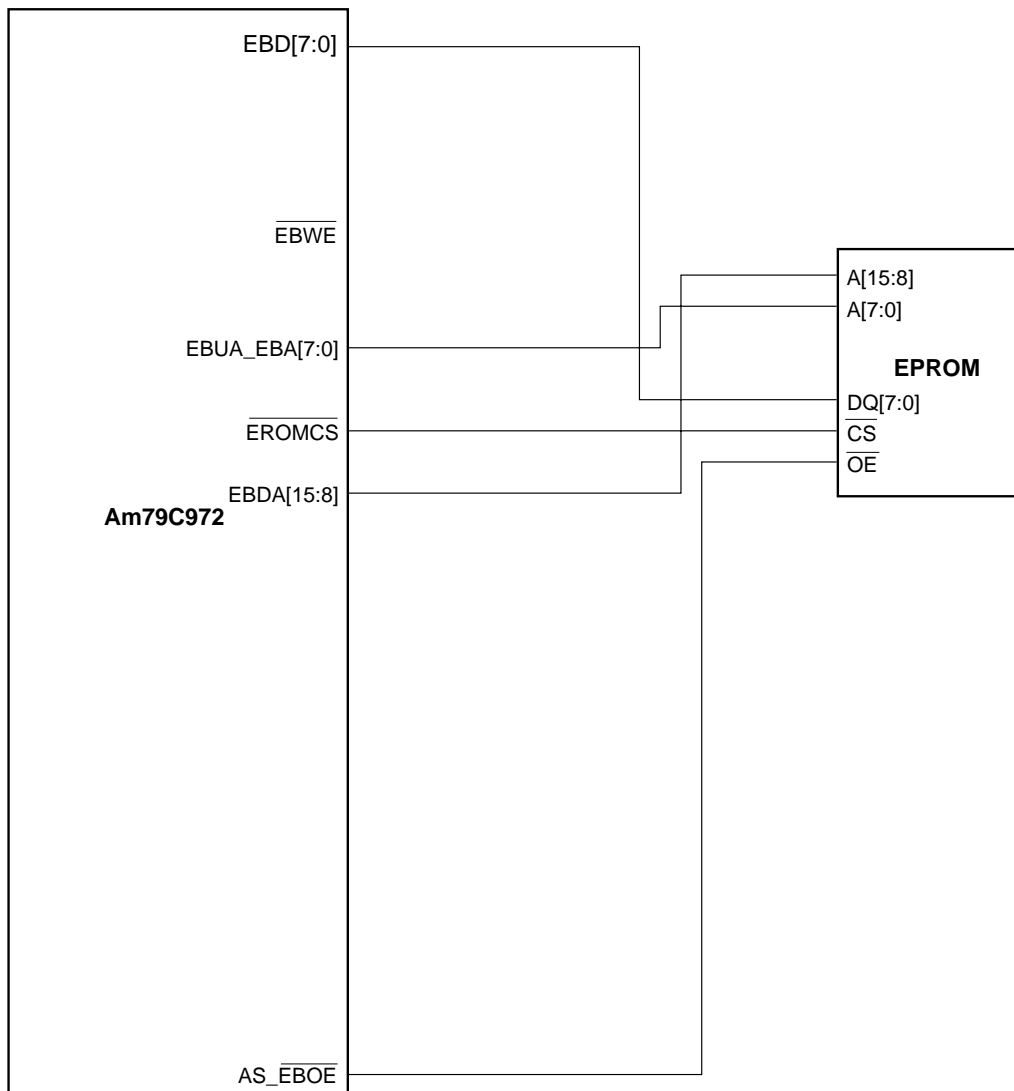 EBD[7:0]
EBWE
EBUA_EBA[7:0]
EROMCS
EBDA[15:8]
Am79C972
AS_EBOE
A[15:8]
A[7:0]
EPROM
DQ[7:0]
CS
OE